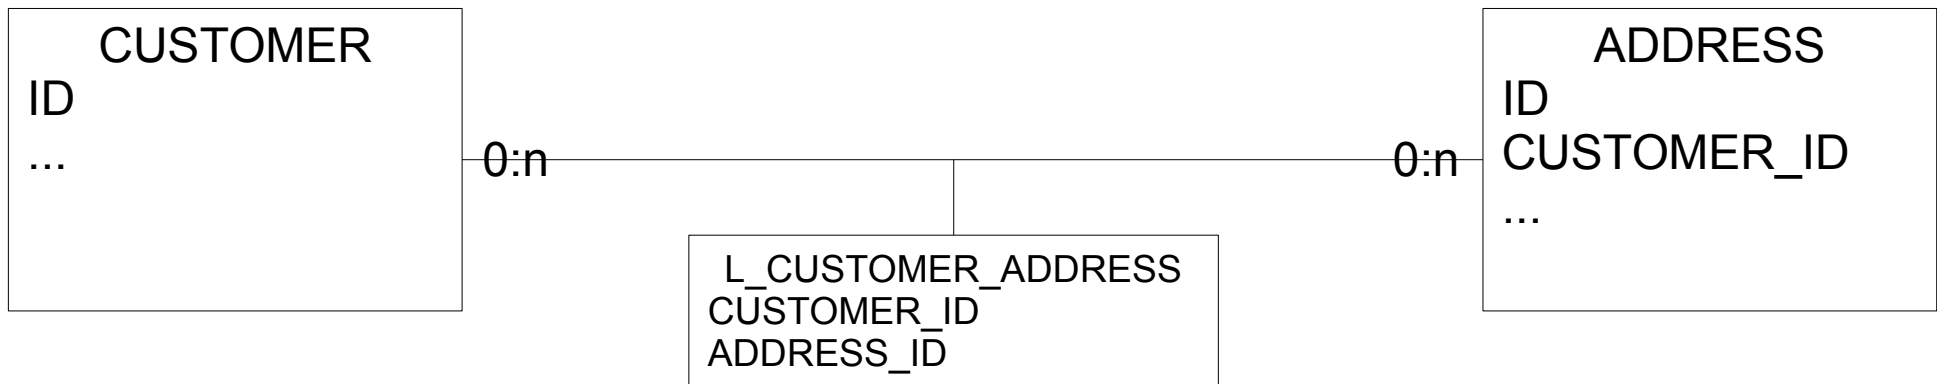 CUSTOMER
ID
...
0:n
0:n
ADDRESS
ID
CUSTOMER_ID
...
L_CUSTOMER_ADDRESS
CUSTOMER_ID
ADDRESS_ID